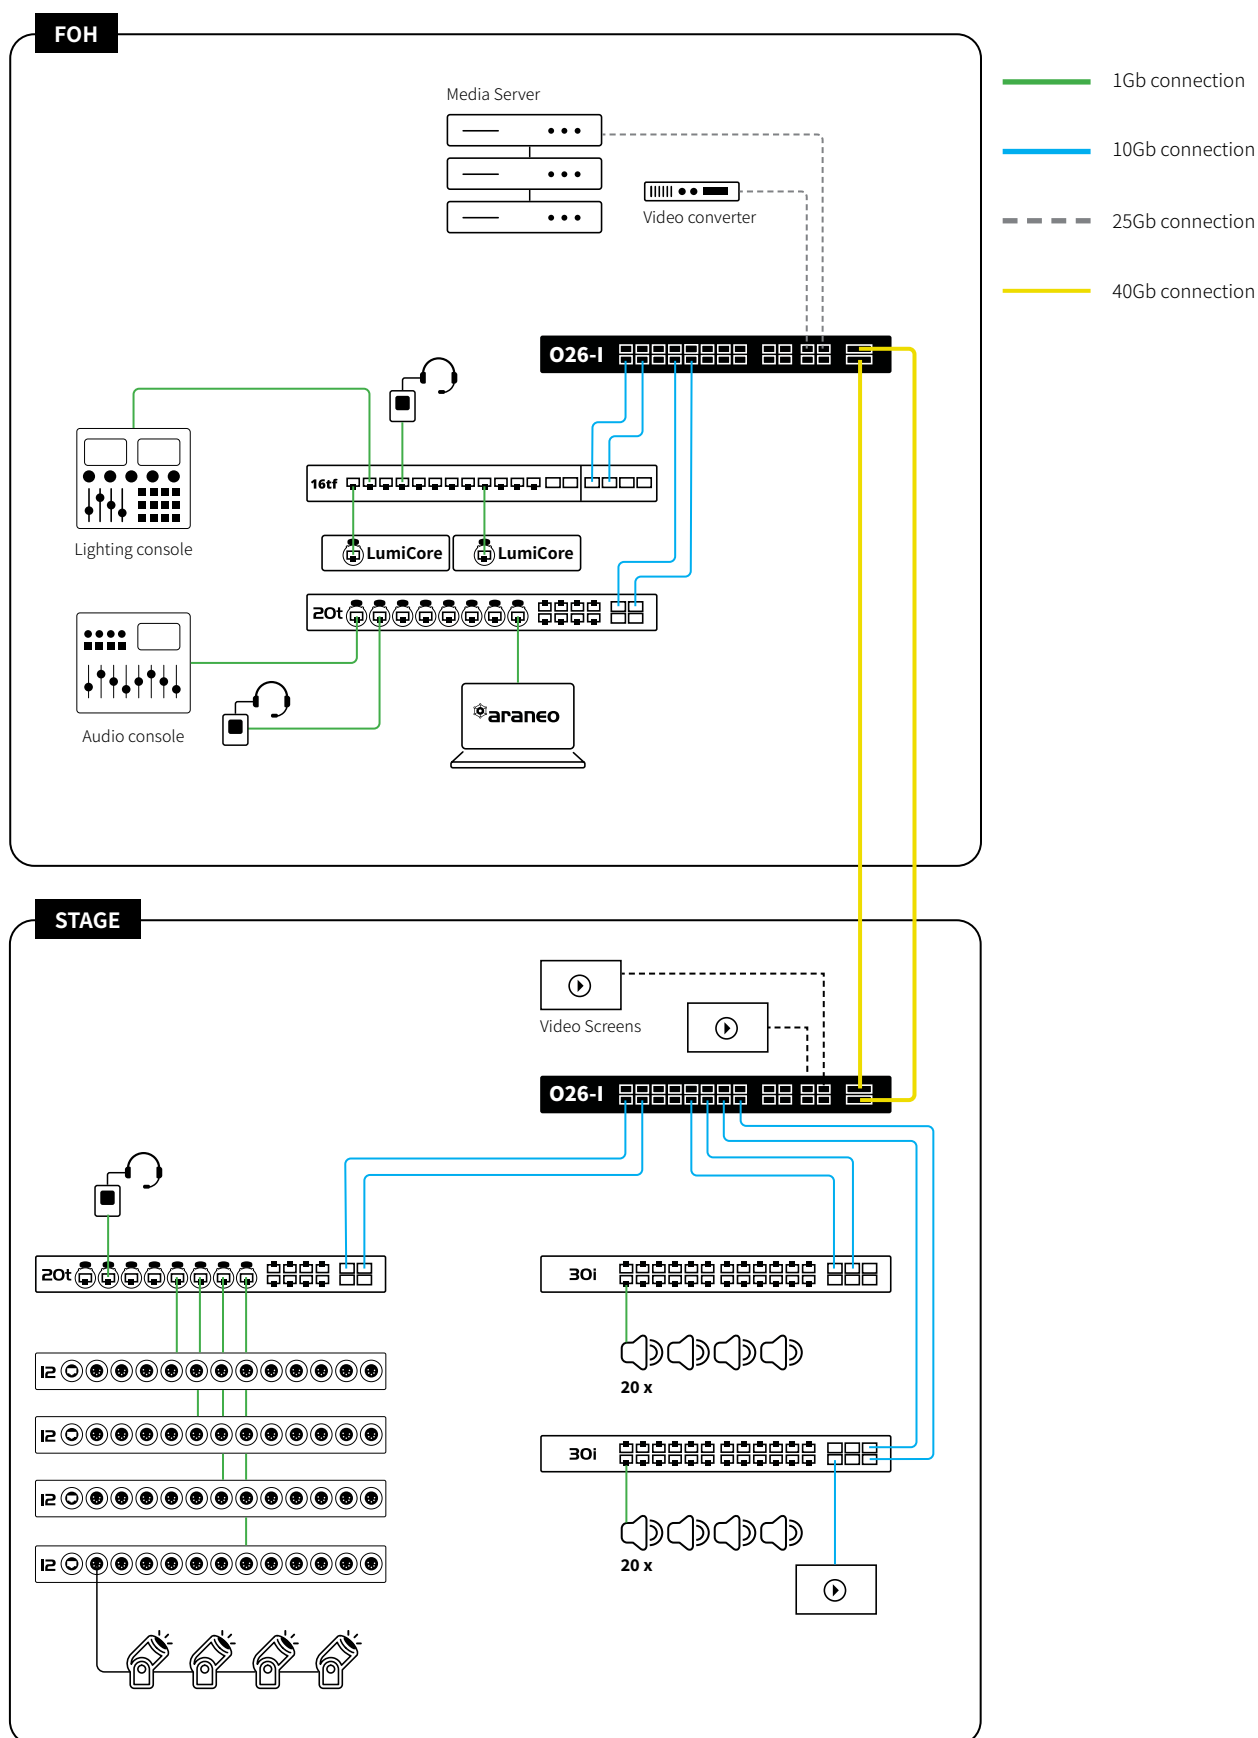 FOH
Media Server
1Gb connection
10Gb connection
Video converter
25Gb connection
40Gb connection
O26-I
16tf
LumiCore
LumiCore
Lighting console
20t
araneo
Audio console
STAGE
Video Screens
O26-I
20t
30i
12
20 x
12
30i
12
12
20 x